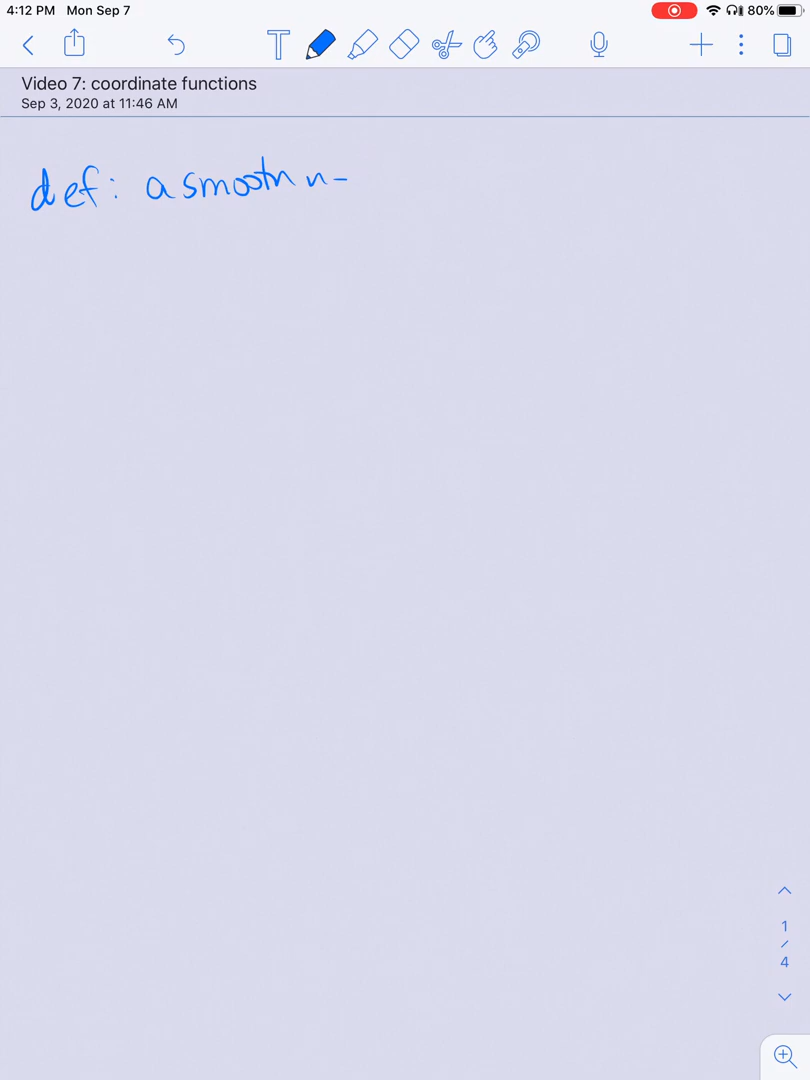 4:12 PM Mon Sep 7 80%
T
Video 7: coordinate functions
Sep 3, 2020 at 11:46 AM
def: a smooth n-
1
/
4